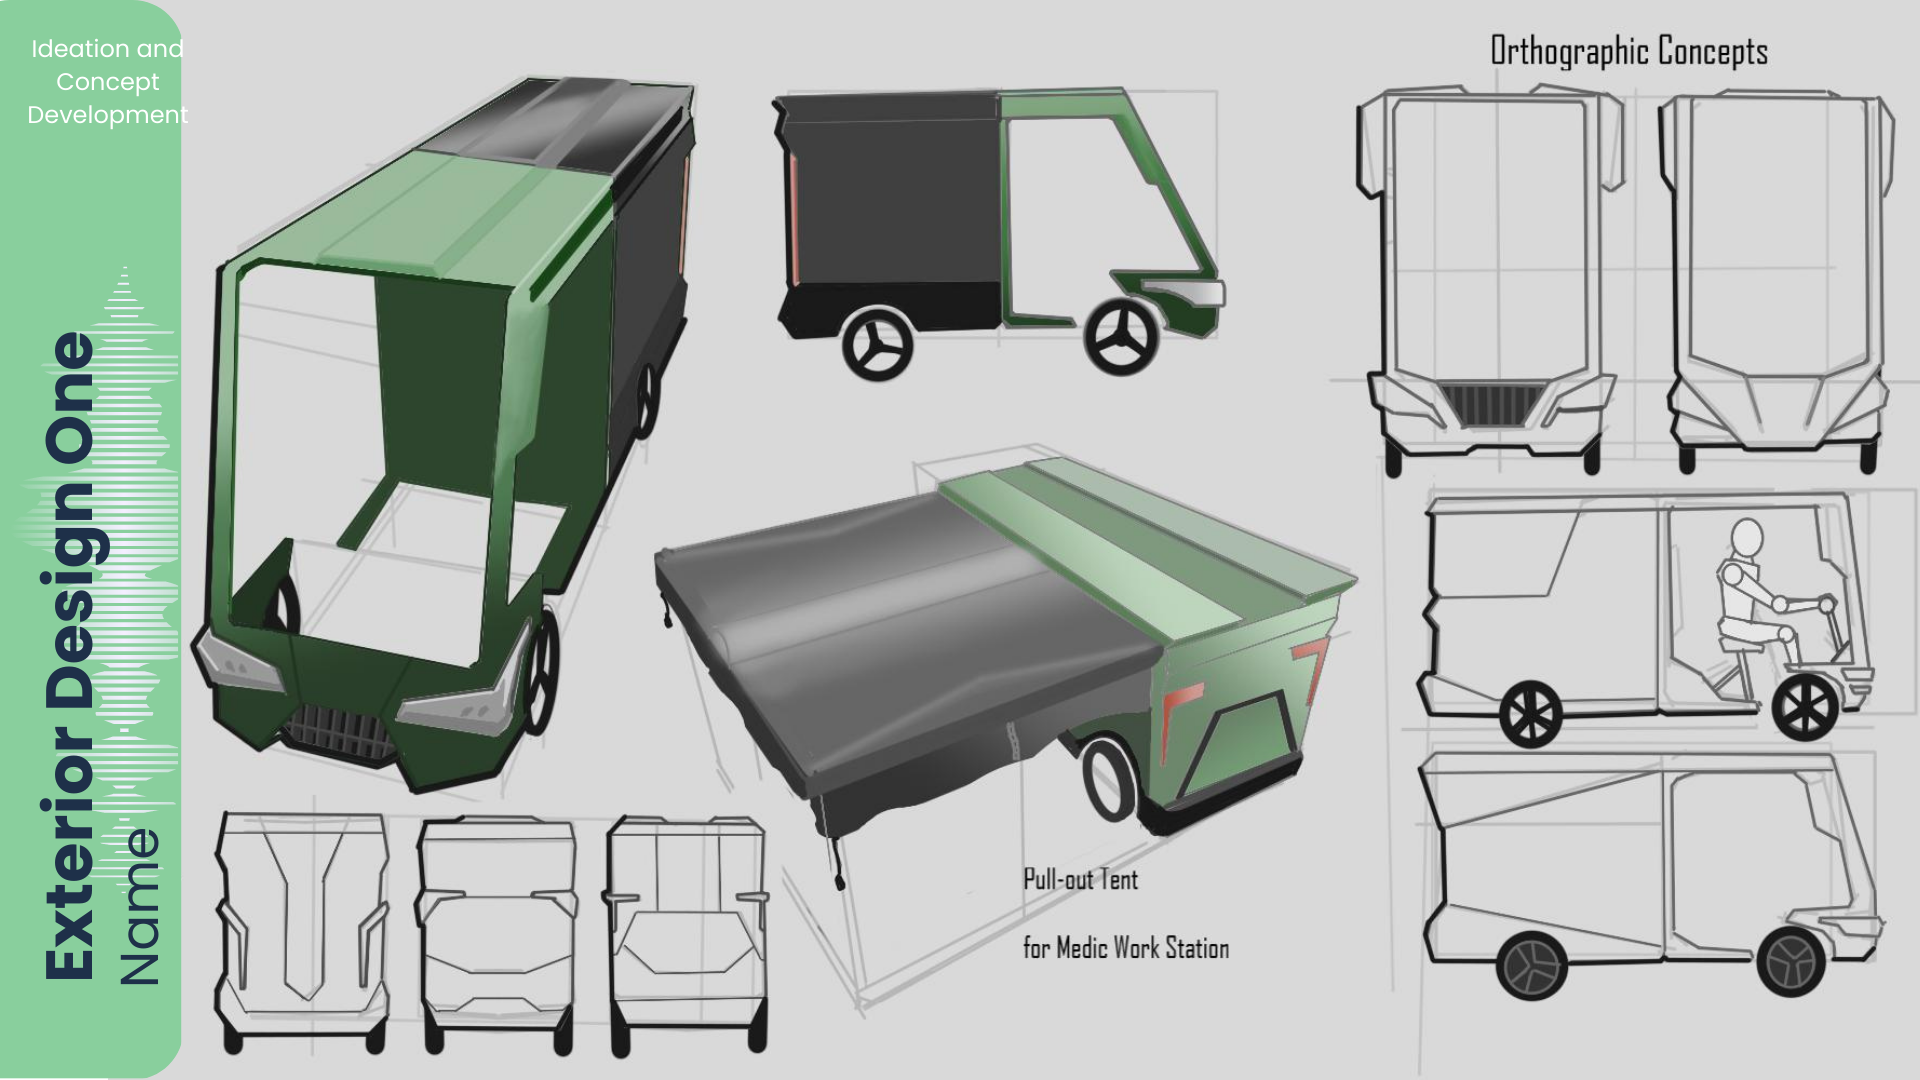 Ideation and
Concept
Development
Exterior Design One
Name
Orthographic Concepts
Pull-out Tent
for Medic Work Station